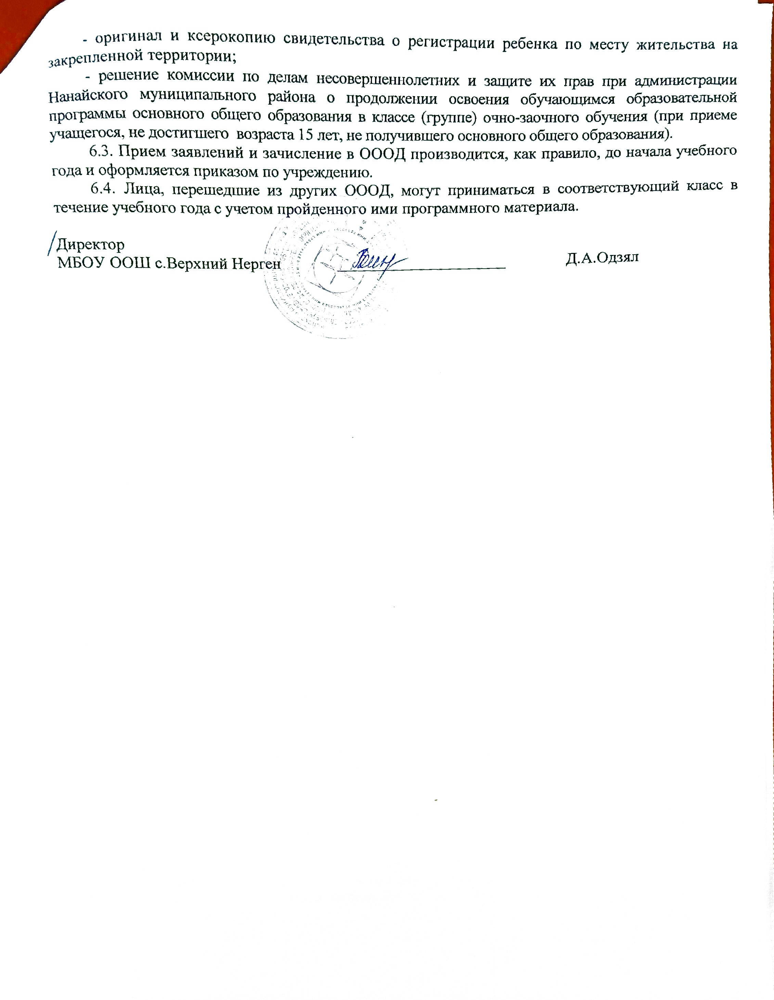 - оригинал и ксерокопию свидетельства о регистрации ребенка по месту жительства на
закрепленной территории;
- решение комиссии по делам несовершеннолетних и защите их прав при администрации
Нанайского муниципального района о продолжении освоения обучающимся образовательной
программы основного общего образования в классе (группе) очно-заочного обучения (при приеме
учащегося, не достигшего возраста 15 лет, не получившего основного общего образования).
6.3. Прием заявлений и зачисление в ОООД производится, как правило, до начала учебного
года и оформляется приказом по учреждению.
6.4. Лица, перешедшие из других ОООД, могут приниматься в соответствующий класс в
течение учебного года с учетом пройденного ими программного материала.
/Директор
МБОУ ООШ с.Верхний Нерген Д.А.Одзял